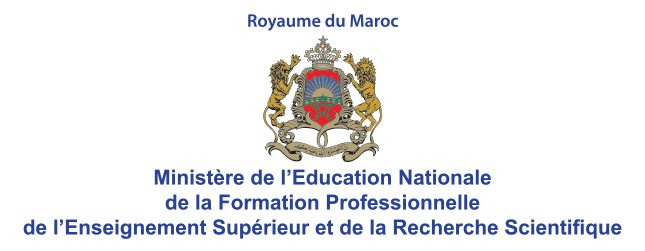 Royaume du Maroc
Ministère de l'Education Nationale
de la Formation Professionnelle
de l'Enseignement Supérieur et de la Recherche Scientifique